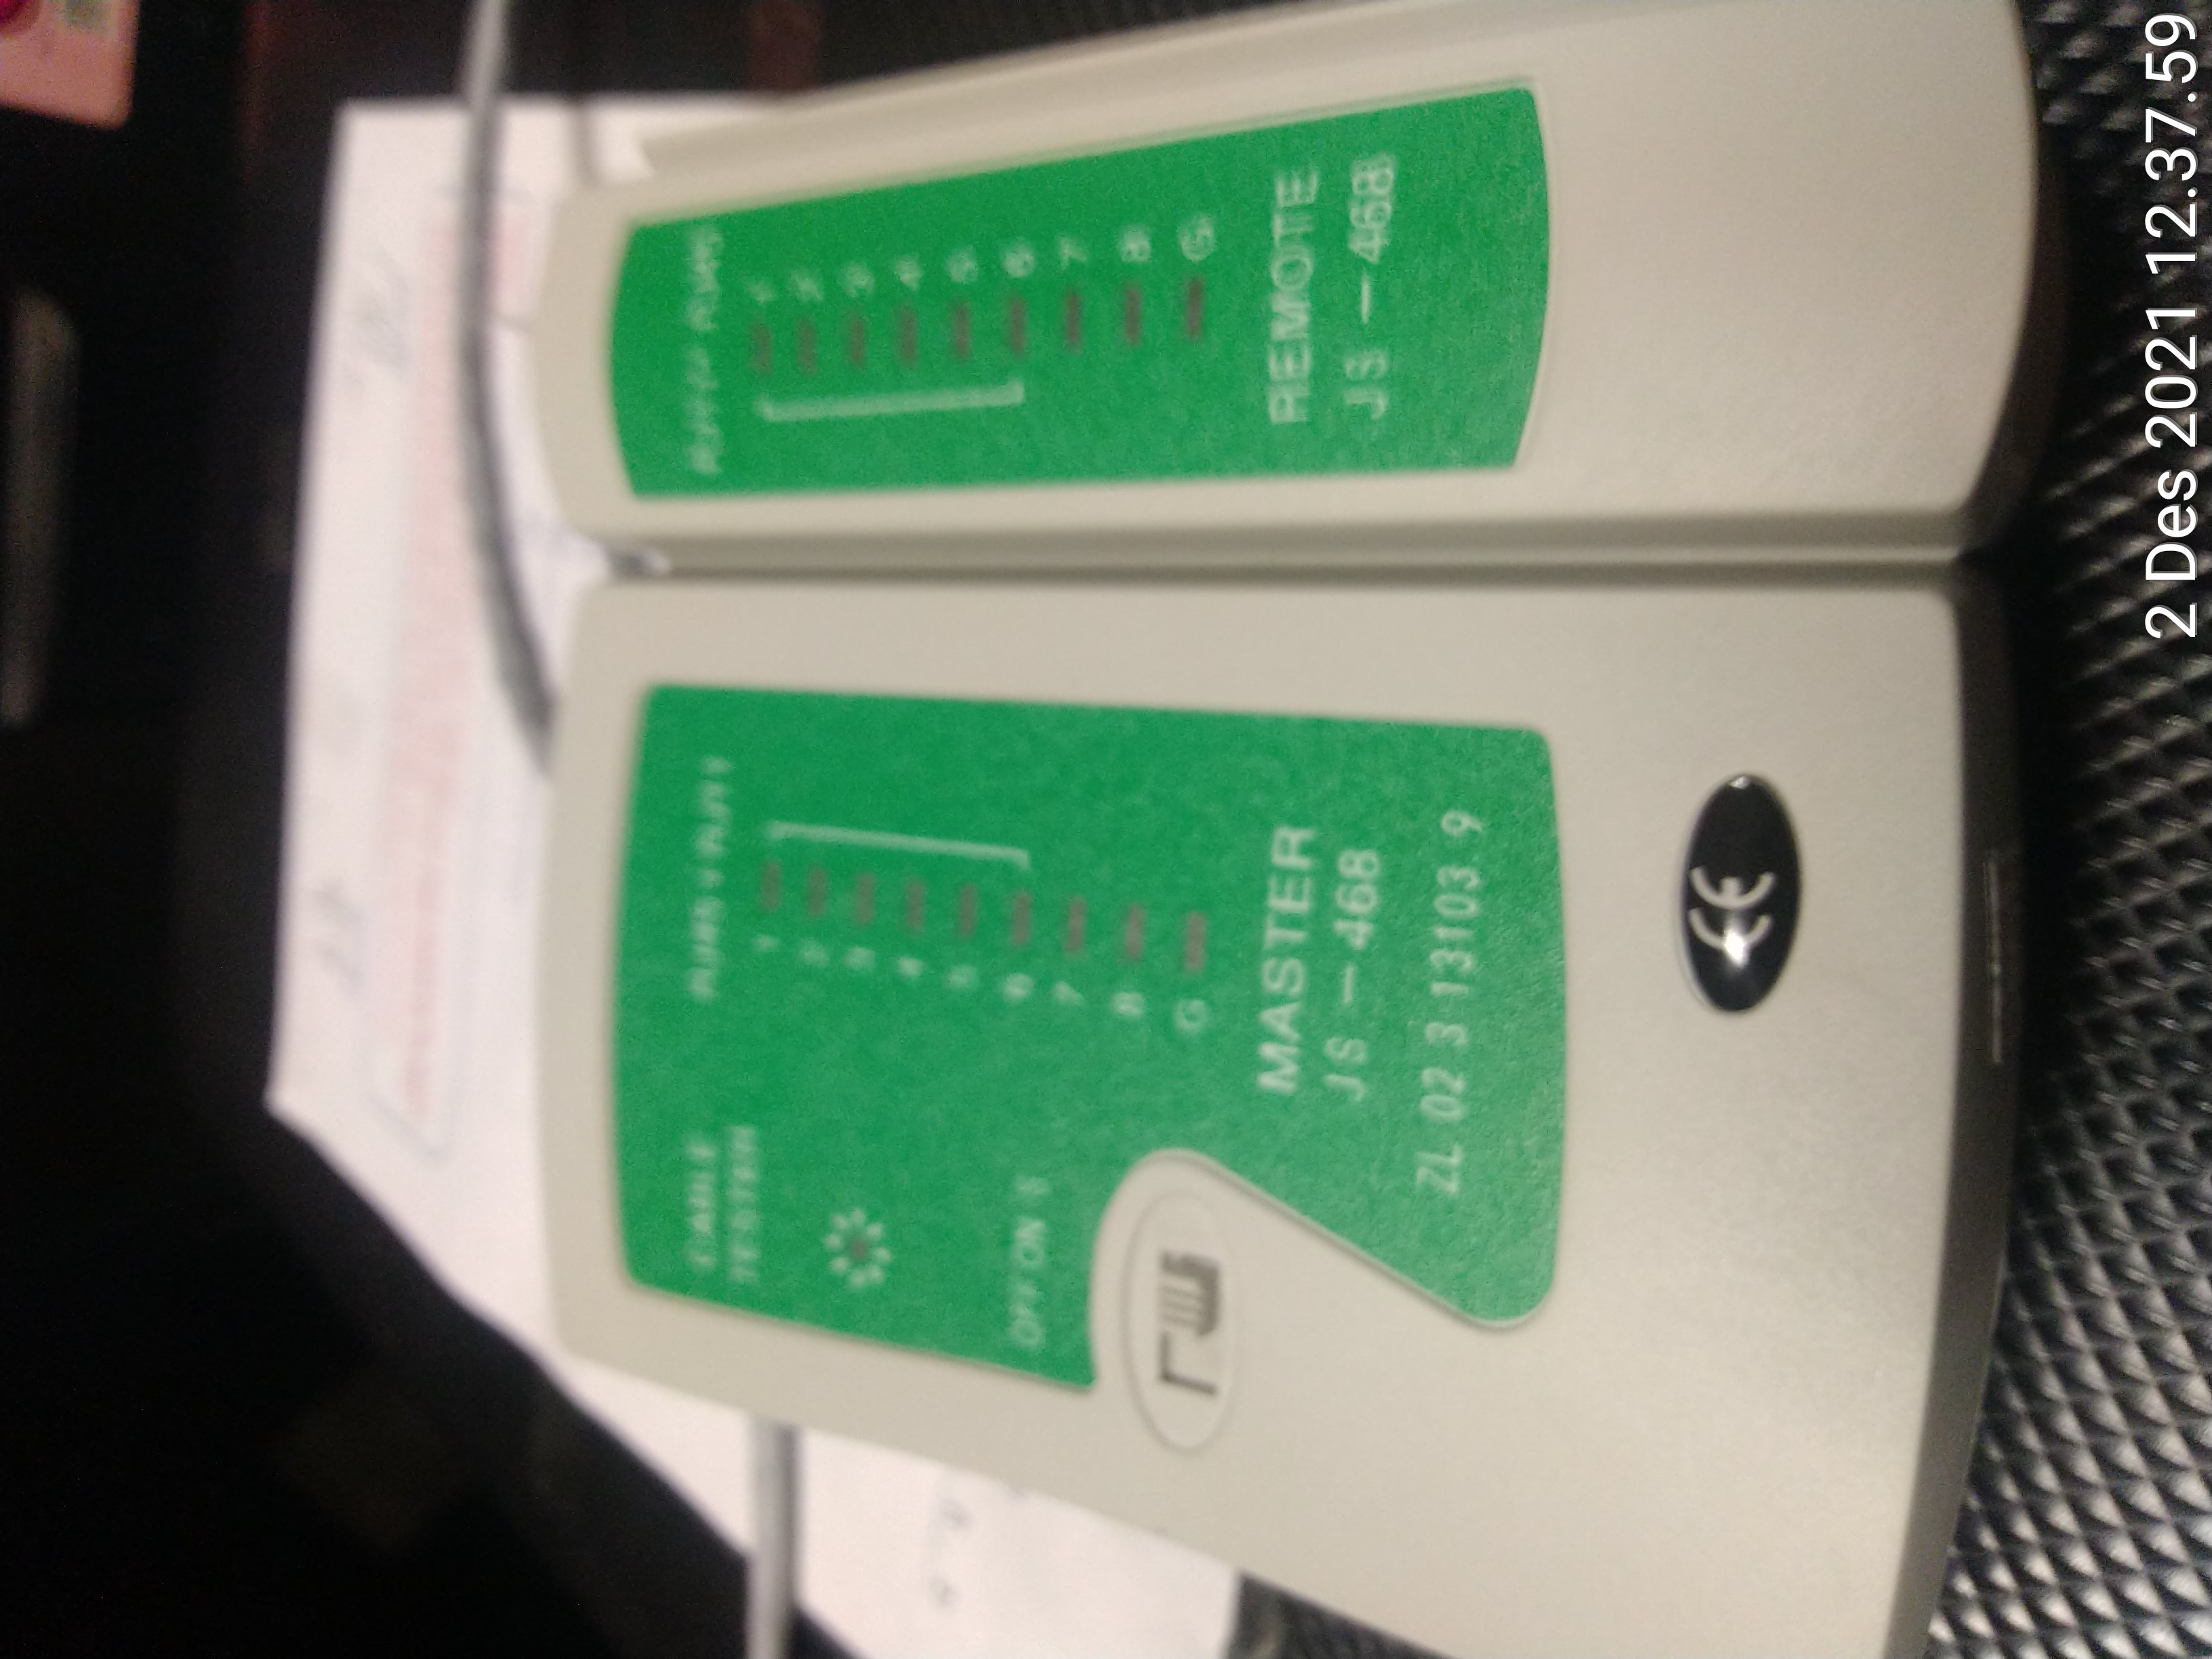 CABLE
TESTER
RJ45 RJ11
1
2
3
4
5
6
7
8
G
OFF ON S
MASTER
JS - 468
ZL 02 3 13103. 9
CE
RJ11 RJ45
1
2
3
4
5
6
7
8
G
REMOTE
JS - 468
2 Des 2021 12.37.59